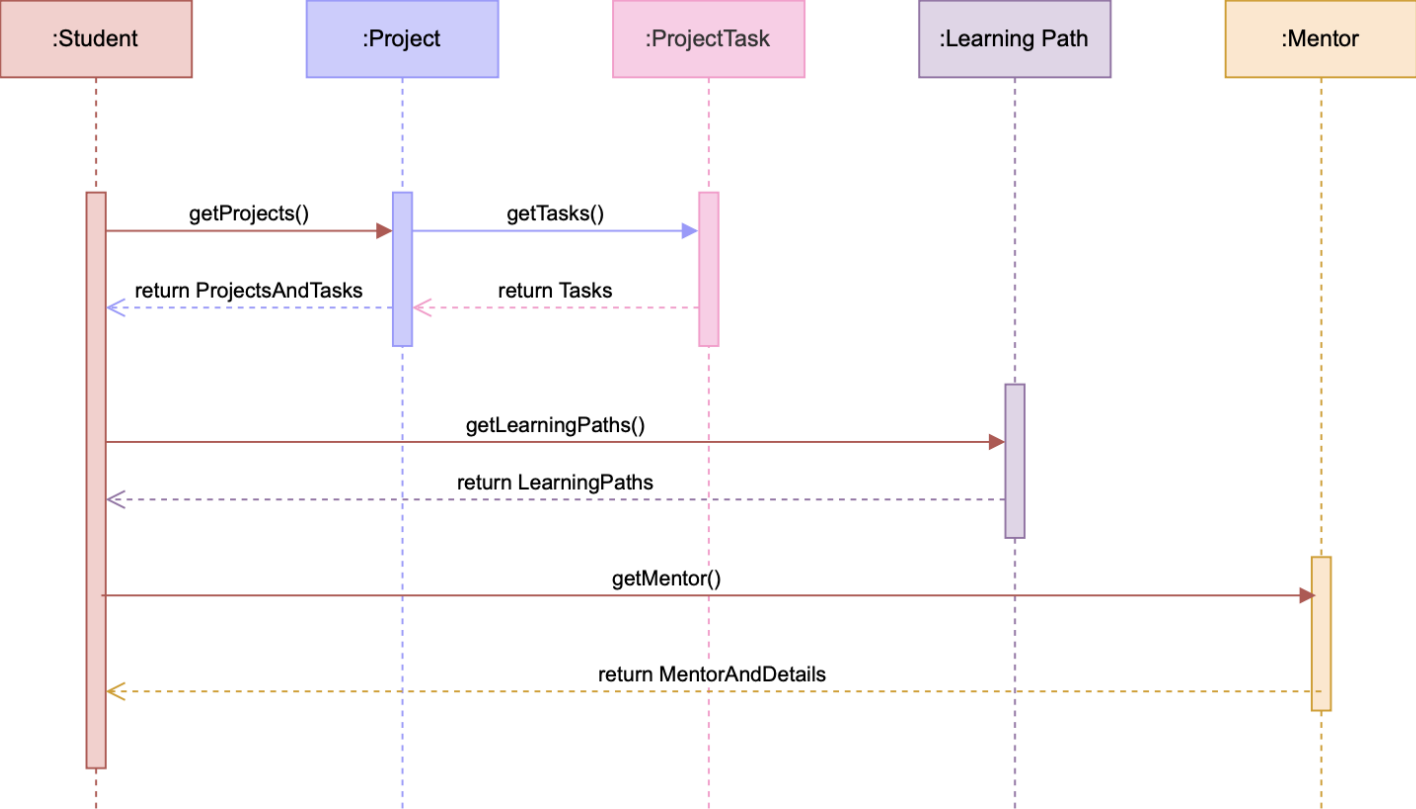 :Student
:Project
:ProjectTask
:Learning Path
:Mentor
getProjects()
getTasks()
return ProjectsAndTasks
return Tasks
getLearningPaths()
return LearningPaths
getMentor()
return MentorAndDetails